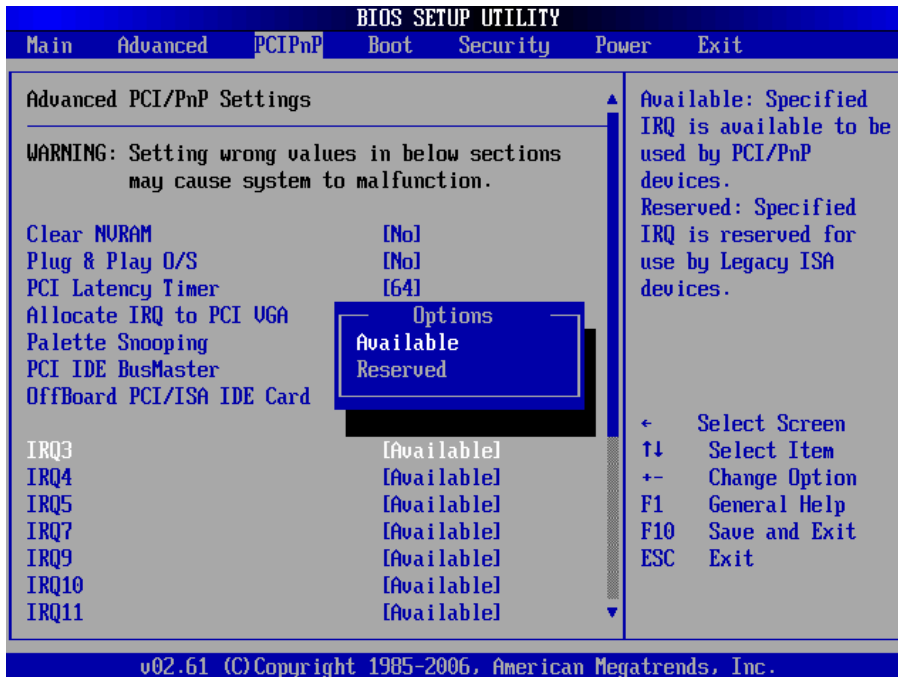 BIOS SETUP UTILITY
Main Advanced PCIPnP Boot Security Power Exit
Advanced PCI/PnP Settings
WARNING: Setting wrong values in below sections
may cause system to malfunction.
Clear NVRAM [No]
Plug & Play O/S [No]
PCI Latency Timer [64]
Allocate IRQ to PCI VGA
Palette Snooping
PCI IDE BusMaster
OffBoard PCI/ISA IDE Card
Options
Available
Reserved
IRQ3 [Available]
IRQ4 [Available]
IRQ5 [Available]
IRQ7 [Available]
IRQ9 [Available]
IRQ10 [Available]
IRQ11 [Available]
Available: Specified
IRQ is available to be
used by PCI/PnP
devices.
Reserved: Specified
IRQ is reserved for
use by Legacy ISA
devices.
← Select Screen
↑↓ Select Item
+- Change Option
F1 General Help
F10 Save and Exit
ESC Exit
v02.61 (C)Copyright 1985-2006, American Megatrends, Inc.